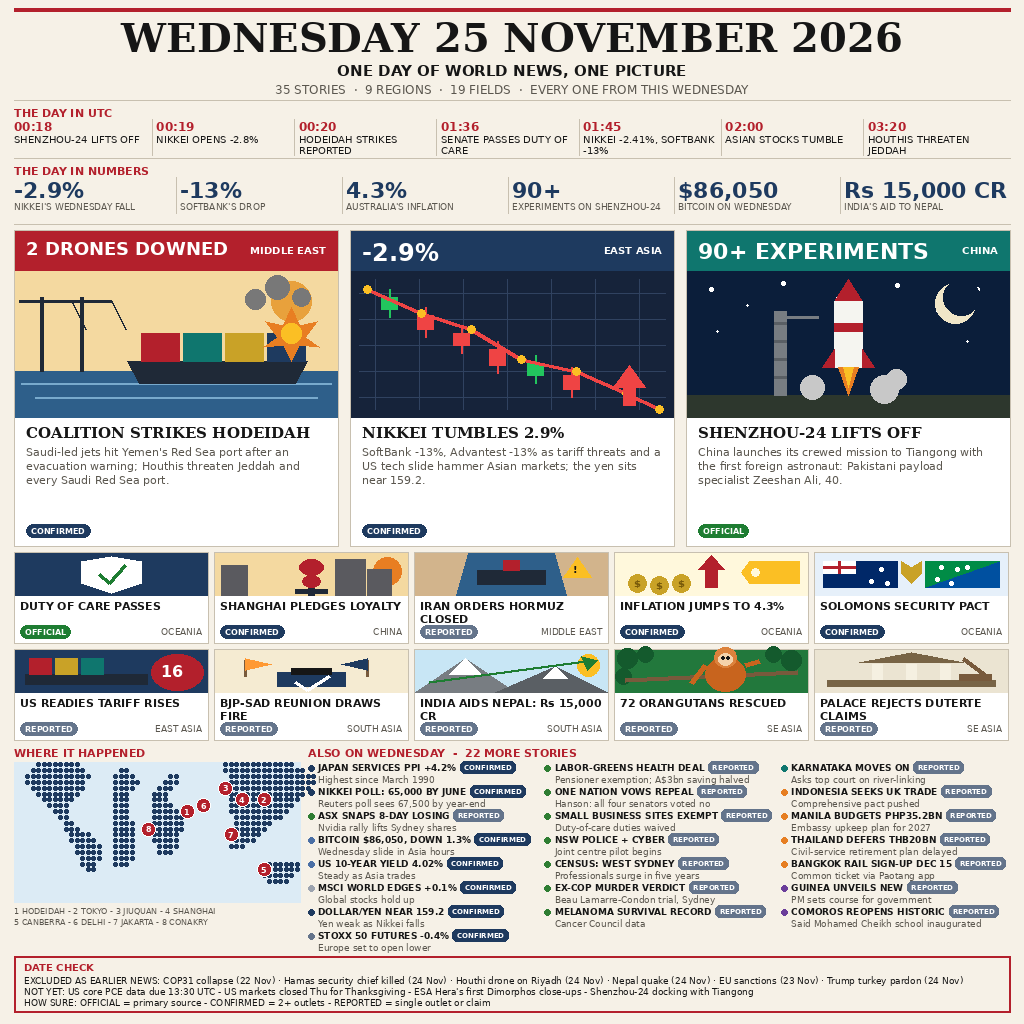 WEDNESDAY 25 NOVEMBER 2026
ONE DAY OF WORLD NEWS, ONE PICTURE
35 STORIES · 9 REGIONS · 19 FIELDS · EVERY ONE FROM THIS WEDNESDAY
THE DAY IN UTC
00:18
SHENZHOU-24 LIFTS OFF
00:19
NIKKEI OPENS -2.9%
00:20
HODEIDAH STRIKES
REPORTED
01:36
SENATE PASSES DUTY OF
CARE
01:45
NIKKEI -2.41%, SOFTBANK
-13%
02:00
ASIAN STOCKS TUMBLE
03:20
HOUTHIS THREATEN
JEDDAH
THE DAY IN NUMBERS
-2.9%
NIKKEI'S WEDNESDAY FALL
-13%
SOFTBANK'S DROP
4.3%
AUSTRALIA'S INFLATION
90+
EXPERIMENTS ON SHENZHOU-24
$86,050
BITCOIN ON WEDNESDAY
Rs 15,000 CR
INDIA'S AID TO NEPAL
2 DRONES DOWNED MIDDLE EAST
COALITION STRIKES HODEIDAH
Saudi-led jets hit Yemen's Red Sea port after an
evacuation warning; Houthis threaten Jeddah and
every Saudi Red Sea port.
CONFIRMED
-2.9% EAST ASIA
NIKKEI TUMBLES 2.9%
SoftBank -13%, Advantest -13% as tariff threats and a
US tech slide hammer Asian markets; the yen sits
near 159.2.
CONFIRMED
90+ EXPERIMENTS CHINA
SHENZHOU-24 LIFTS OFF
China launches its crewed mission to Tiangong with
the first foreign astronaut: Pakistani payload
specialist Zeeshan Ali, 40.
OFFICIAL
DUTY OF CARE PASSES
OFFICIAL OCEANIA
SHANGHAI PLEDGES LOYALTY
CONFIRMED CHINA
!
IRAN ORDERS HORMUZ
CLOSED
REPORTED MIDDLE EAST
$ $ $
INFLATION JUMPS TO 4.3%
CONFIRMED OCEANIA
SOLOMONS SECURITY PACT
CONFIRMED OCEANIA
16
US READIES TARIFF RISES
REPORTED EAST ASIA
BJP-SAD REUNION DRAWS
FIRE
REPORTED SOUTH ASIA
INDIA AIDS NEPAL: Rs 15,000
CR
REPORTED SOUTH ASIA
72 ORANGUTANS RESCUED
REPORTED SE ASIA
PALACE REJECTS DUTERTE
CLAIMS
REPORTED SE ASIA
WHERE IT HAPPENED
3
4 2
6
1
8
7
5
1 HODEIDAH - 2 TOKYO - 3 JIUQUAN - 4 SHANGHAI
5 CANBERRA - 6 DELHI - 7 JAKARTA - 8 CONAKRY
ALSO ON WEDNESDAY - 22 MORE STORIES
JAPAN SERVICES PPI +4.2% CONFIRMED
Highest since March 1990
NIKKEI POLL: 65,000 BY JUNE CONFIRMED
Reuters poll sees 67,500 by year-end
ASX SNAPS 8-DAY LOSING REPORTED
Nvidia rally lifts Sydney shares
BITCOIN $86,050, DOWN 1.3% CONFIRMED
Wednesday slide in Asia hours
US 10-YEAR YIELD 4.02% CONFIRMED
Steady as Asia trades
MSCI WORLD EDGES +0.1% CONFIRMED
Global stocks hold up
DOLLAR/YEN NEAR 159.2 CONFIRMED
Yen weak as Nikkei falls
STOXX 50 FUTURES -0.4% CONFIRMED
Europe set to open lower
LABOR-GREENS HEALTH DEAL REPORTED
Pensioner exemption; A$3bn saving halved
ONE NATION VOWS REPEAL REPORTED
Hanson: all four senators voted no
SMALL BUSINESS SITES EXEMPT REPORTED
Duty-of-care duties waived
NSW POLICE + CYBER REPORTED
Joint centre pilot begins
CENSUS: WEST SYDNEY REPORTED
Professionals surge in five years
EX-COP MURDER VERDICT REPORTED
Beau Lamarre-Condon trial, Sydney
MELANOMA SURVIVAL RECORD REPORTED
Cancer Council data
KARNATAKA MOVES ON REPORTED
Asks top court on river-linking
INDONESIA SEEKS UK TRADE REPORTED
Comprehensive pact pushed
MANILA BUDGETS PHP35.2BN REPORTED
Embassy upkeep plan for 2027
THAILAND DEFERS THB20BN REPORTED
Civil-service retirement plan delayed
BANGKOK RAIL SIGN-UP DEC 15 REPORTED
Common ticket via Paotang app
GUINEA UNVEILS NEW REPORTED
PM sets course for government
COMOROS REOPENS HISTORIC REPORTED
Said Mohamed Cheikh school inaugurated
DATE CHECK
EXCLUDED AS EARLIER NEWS: COP31 collapse (22 Nov) · Hamas security chief killed (24 Nov) · Houthi drone on Riyadh (24 Nov) · Nepal quake (24 Nov) · EU sanctions (23 Nov) · Trump turkey pardon (24 Nov)
NOT YET: US core PCE data due 13:30 UTC - US markets closed Thu for Thanksgiving - ESA Hera's first Dimorphos close-ups - Shenzhou-24 docking with Tiangong
HOW SURE: OFFICIAL = primary source - CONFIRMED = 2+ outlets - REPORTED = single outlet or claim